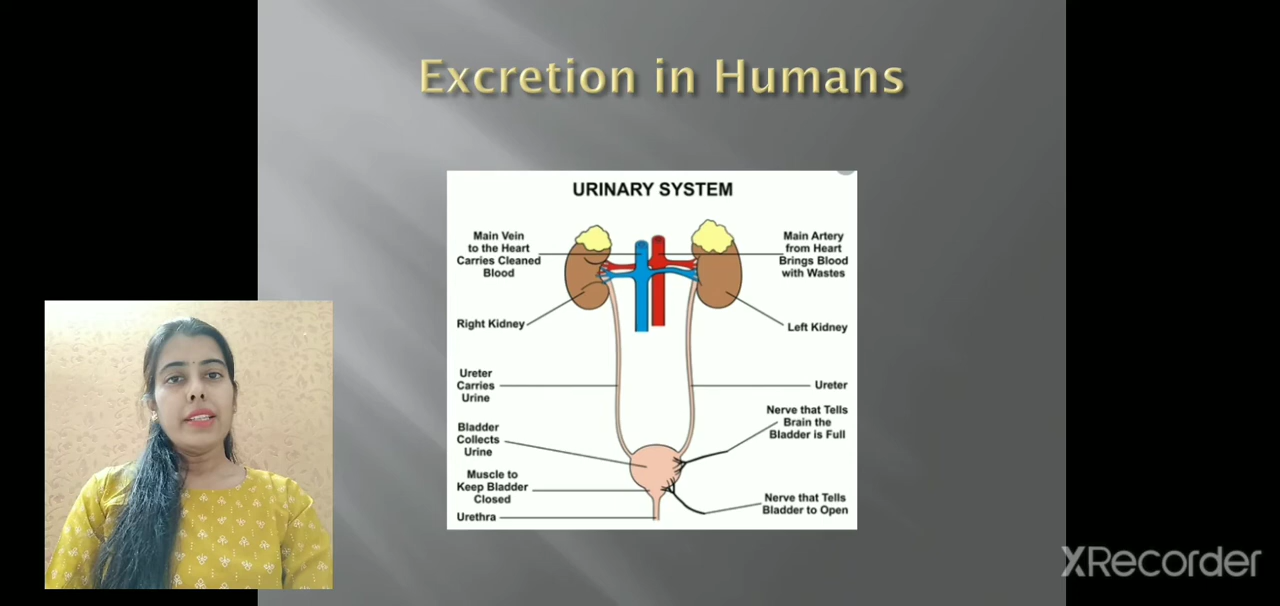 Excretion in Humans
URINARY SYSTEM
Main Vein
to the Heart
Carries Cleaned
Blood
Main Artery
from Heart
Brings Blood
with Wastes
Right Kidney
Left Kidney
Ureter
Carries
Urine
Ureter
Nerve that Tells
Brain the
Bladder is Full
Bladder
Collects
Urine
Muscle to
Keep Bladder
Closed
Nerve that Tells
Bladder to Open
Urethra
XRecorder